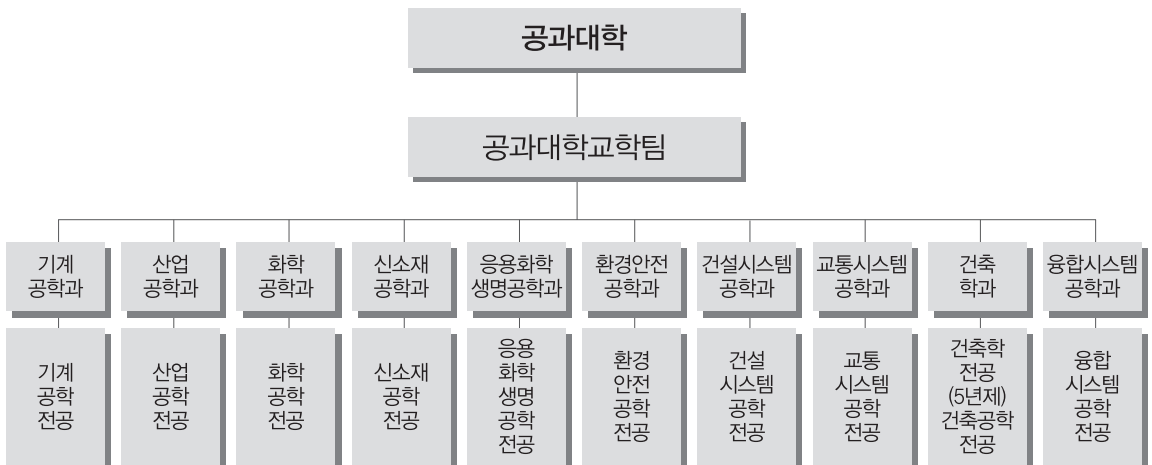 공과대학
공과대학교학팀
기계
공학과
산업
공학과
화학
공학과
신소재
공학과
응용화학
생명공학과
환경안전
공학과
건설시스템
공학과
교통시스템
공학과
건축
학과
융합시스템
공학과
기계
공학
전공
산업
공학
전공
화학
공학
전공
신소재
공학
전공
응용
화학
생명
공학
전공
환경
안전
공학
전공
건설
시스템
공학
전공
교통
시스템
공학
전공
건축학
전공
(5년제)
건축공학
전공
융합
시스템
공학
전공